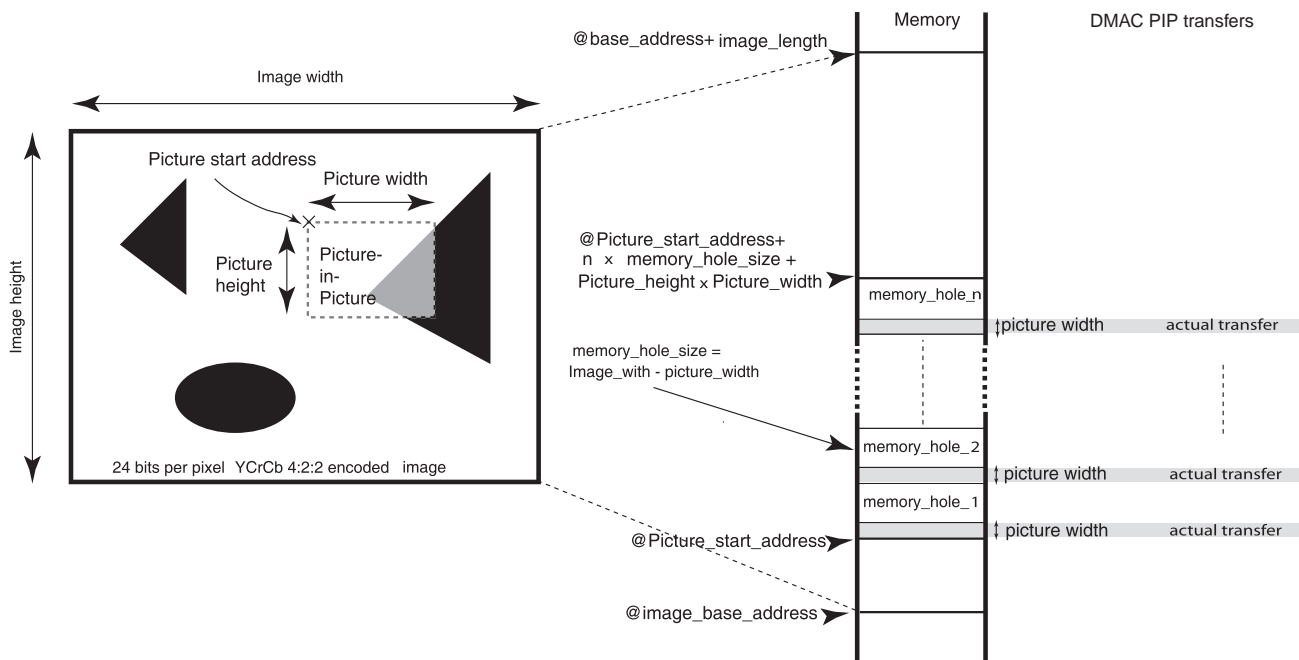 Memory
DMAC PIP transfers
@base_address+ image_length
Image width
Picture start address
Picture width
Image height
Picture
height
Picture-
in-
Picture
@Picture_start_address+
n x memory_hole_size +
Picture_height x Picture_width
memory_hole_n
picture width
actual transfer
memory_hole_size =
Image_with - picture_width
memory_hole_2
picture width
actual transfer
memory_hole_1
picture width
actual transfer
24 bits per pixel YCrCb 4:2:2 encoded image
@Picture_start_address
@image_base_address